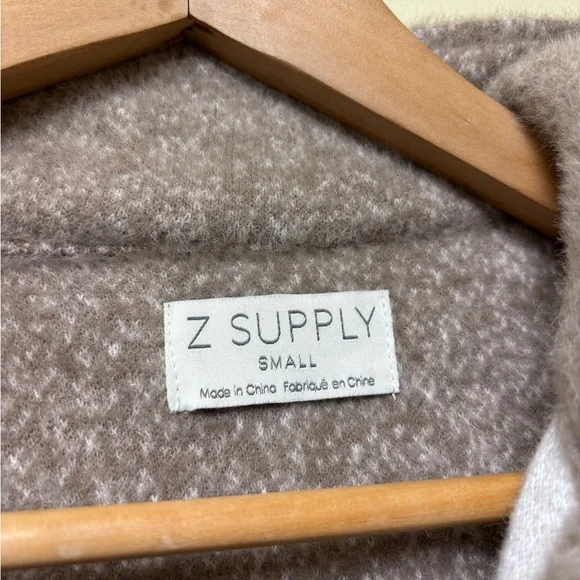 Z SUPPLY
SMALL
Made in China Fabriqué en Chine